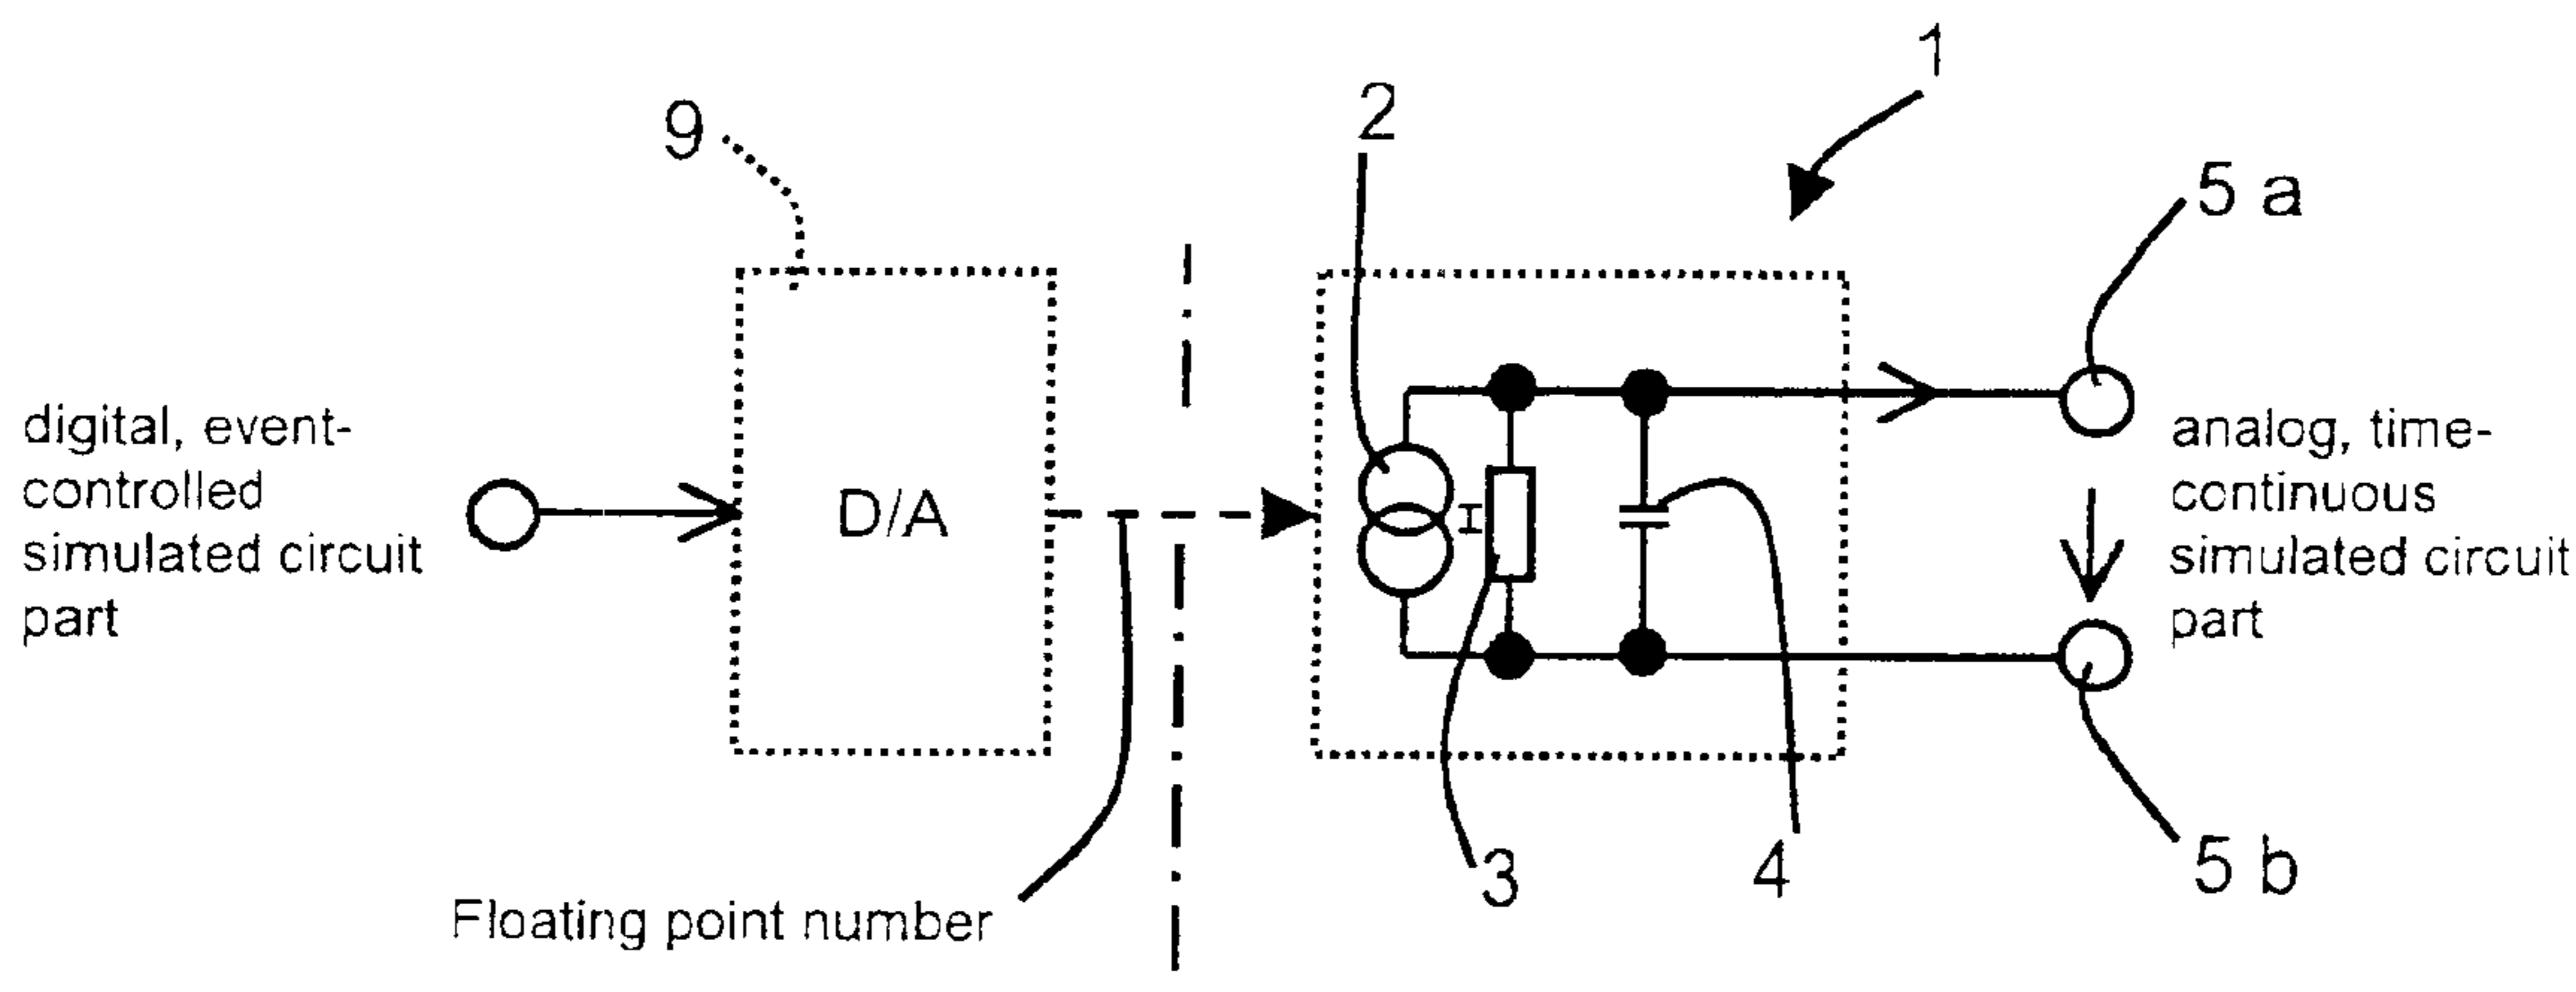 1
2
9
5 a
digital, event-
controlled
simulated circuit
part
D/A
I
analog, time-
continuous
simulated circuit
part
3
4
5 b
Floating point number